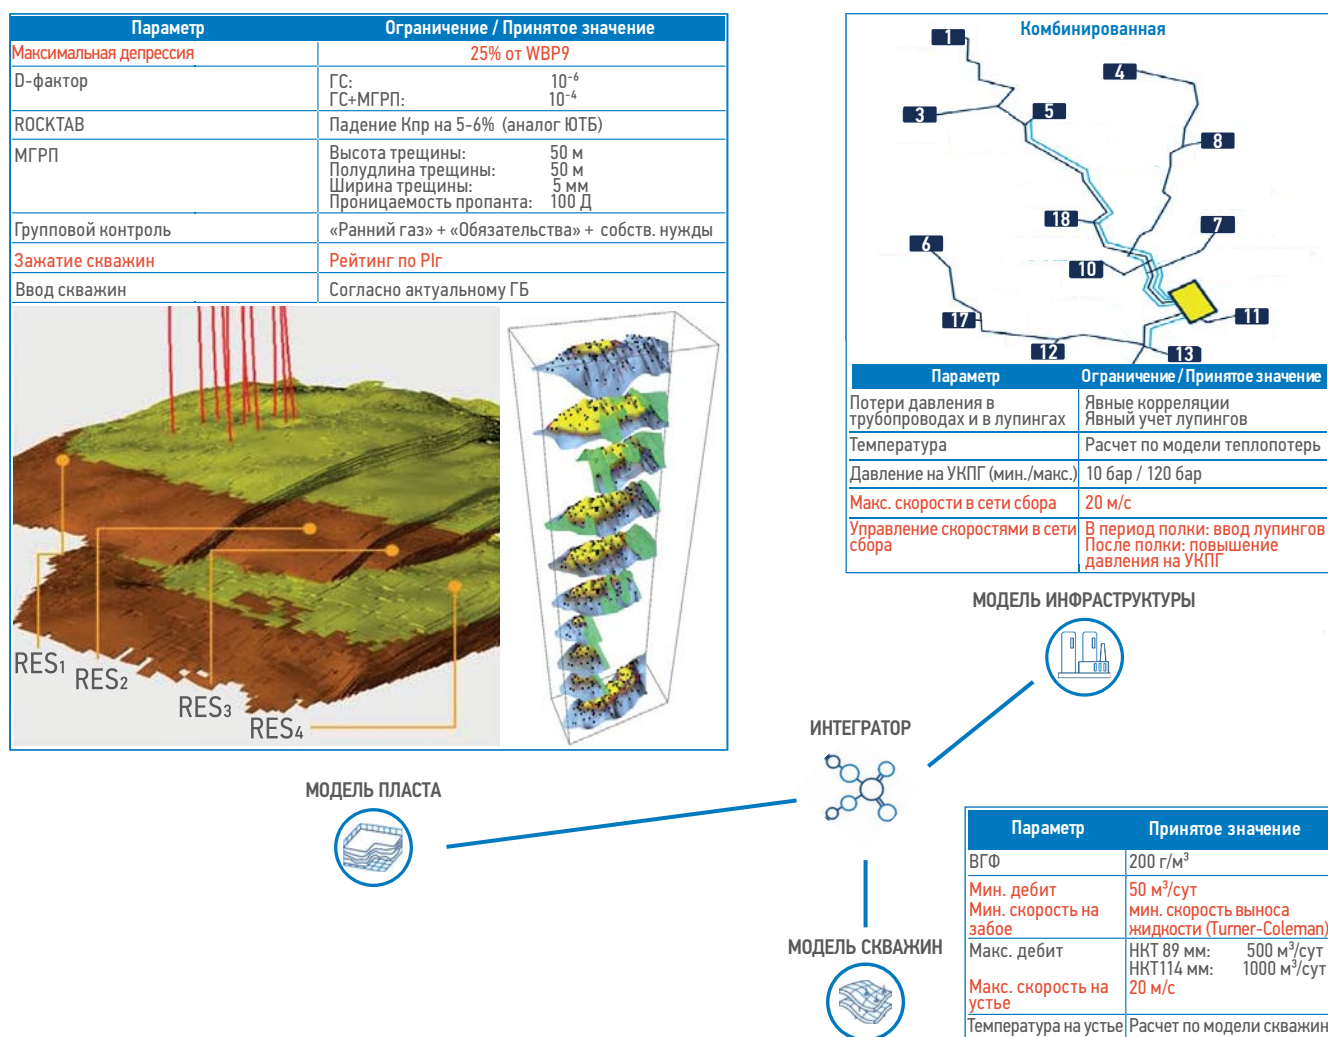 Параметр Ограничение / Принятое значение
Максимальная депрессия 25% от WBP9
D-фактор ГС: 10⁻⁶
ГС+МГРП: 10⁻⁴
ROCKTAB Падение Кпр на 5-6% (аналог ЮТБ)
МГРП Высота трещины: 50 м
Полудлина трещины: 50 м
Ширина трещины: 5 мм
Проницаемость пропанта: 100 Д
Групповой контроль «Ранний газ» + «Обязательства» + собств. нужды
Зажатие скважин Рейтинг по PIг
Ввод скважин Согласно актуальному ГБ
RES1
RES2
RES3
RES4
МОДЕЛЬ ПЛАСТА
Комбинированная
1
4
3
5
8
18
7
6
10
17
11
12
13
Параметр Ограничение / Принятое значение
Потери давления в Явные корреляции
трубопроводах и в лупингах Явный учет лупингов
Температура Расчет по модели теплопотерь
Давление на УКПГ (мин./макс.) 10 бар / 120 бар
Макс. скорости в сети сбора 20 м/с
Управление скоростями в сети В период полки: ввод лупингов
сбора После полки: повышение
давления на УКПГ
МОДЕЛЬ ИНФРАСТРУКТУРЫ
ИНТЕГРАТОР
МОДЕЛЬ СКВАЖИН
Параметр Принятое значение
ВГФ 200 г/м³
Мин. дебит 50 м³/сут
Мин. скорость на мин. скорость выноса
забое жидкости (Turner-Coleman)
Макс. дебит НКТ 89 мм: 500 м³/сут
НКТ114 мм: 1000 м³/сут
Макс. скорость на 20 м/с
устье
Температура на устье Расчет по модели скважин